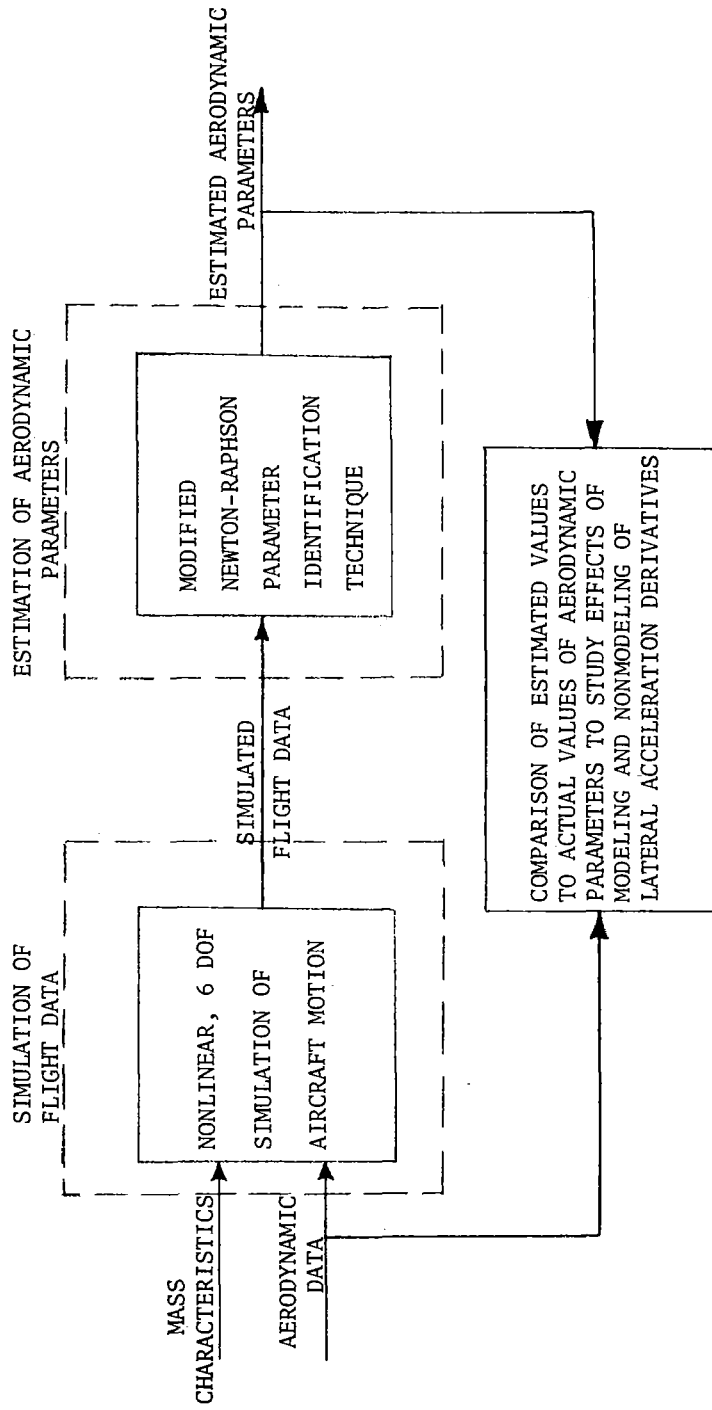 SIMULATION OF
FLIGHT DATA
MASS
CHARACTERISTICS
AERODYNAMIC
DATA
NONLINEAR, 6 DOF
SIMULATION OF
AIRCRAFT MOTION
SIMULATED
FLIGHT DATA
ESTIMATION OF AERODYNAMIC
PARAMETERS
MODIFIED
NEWTON-RAPHSON
PARAMETER
IDENTIFICATION
TECHNIQUE
ESTIMATED AERODYNAMIC
PARAMETERS
COMPARISON OF ESTIMATED VALUES
TO ACTUAL VALUES OF AERODYNAMIC
PARAMETERS TO STUDY EFFECTS OF
MODELING AND NONMODELING OF
LATERAL ACCELERATION DERIVATIVES